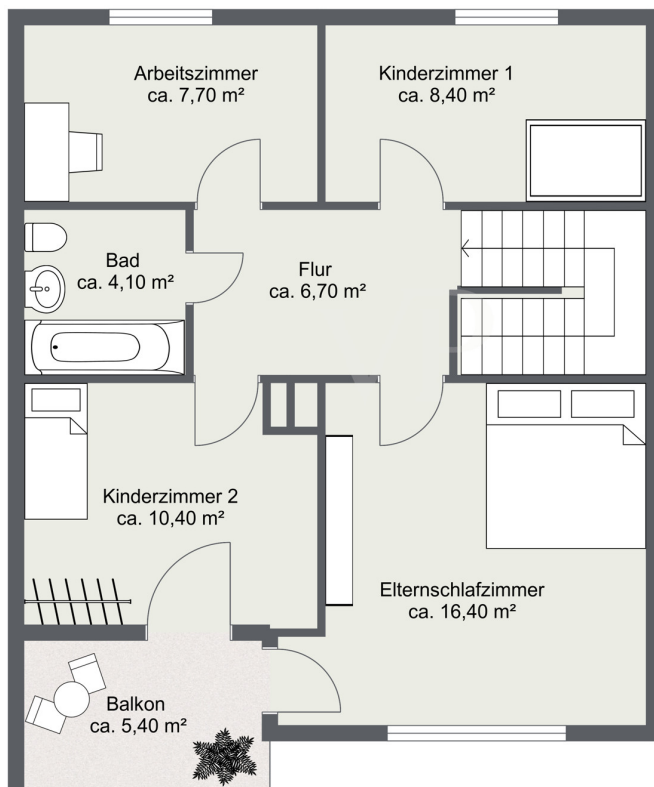 Arbeitszimmer
ca. 7,70 m²
Kinderzimmer 1
ca. 8,40 m²
Bad
ca. 4,10 m²
Flur
ca. 6,70 m²
Kinderzimmer 2
ca. 10,40 m²
Elternschlafzimmer
ca. 16,40 m²
Balkon
ca. 5,40 m²